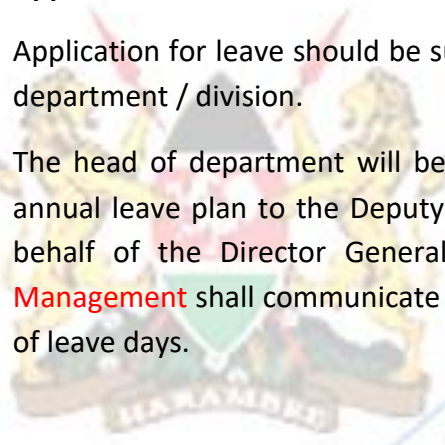 Application for leave should be
department / division.
The head of department will be
annual leave plan to the Deputy
behalf of the Director General
Management shall communicate
of leave days.
HARAMBEE